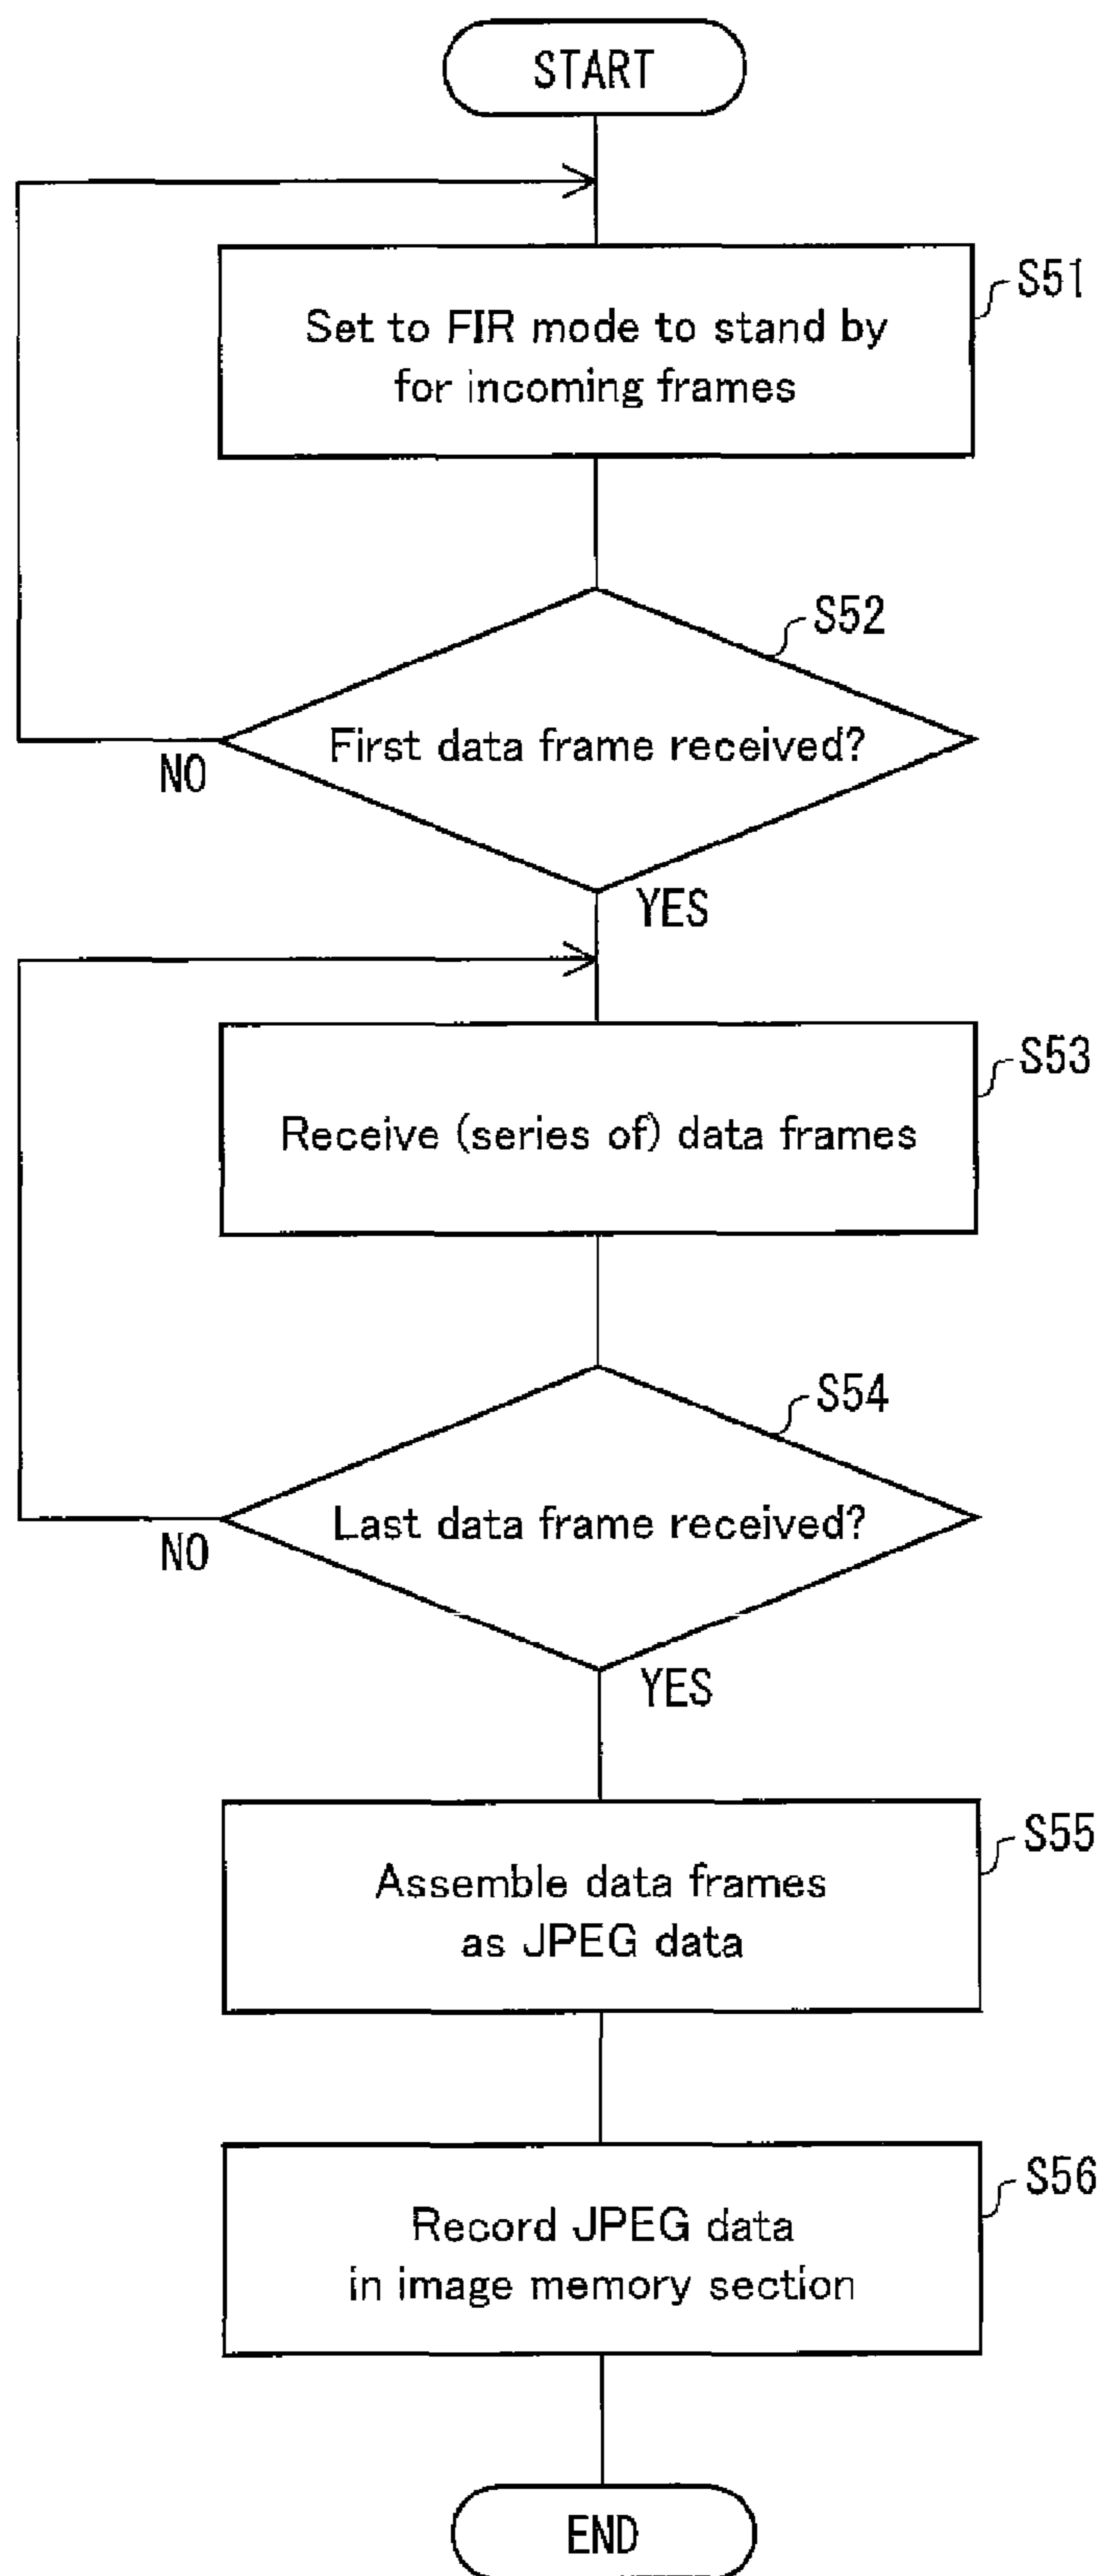 START
Set to FIR mode to stand by
for incoming frames
S51
First data frame received?
S52
NO
YES
Receive (series of) data frames
S53
Last data frame received?
S54
NO
YES
Assemble data frames
as JPEG data
S55
Record JPEG data
in image memory section
S56
END